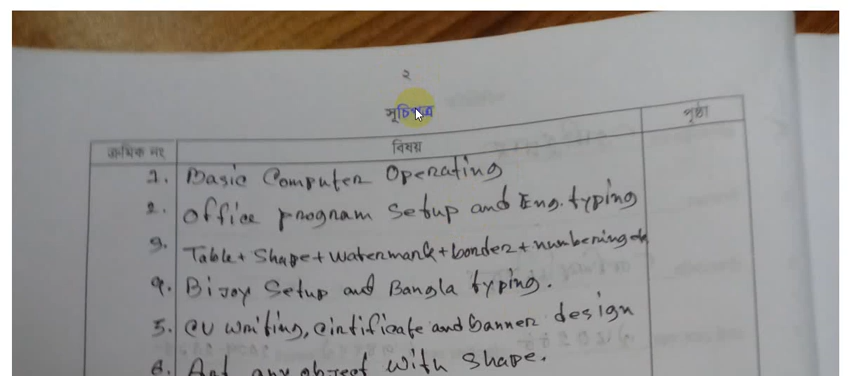 ২
সূচিপত্র
ক্রমিক নং বিষয় পৃষ্ঠা
1. Basic Computer Operating
2. Office program Setup and Eng. typing
3. Table + Shape + watermark + border + numbering
4. Bijoy Setup and Bangla typing.
5. CV writing, cirtificate and banner design
6. And any object with shape.